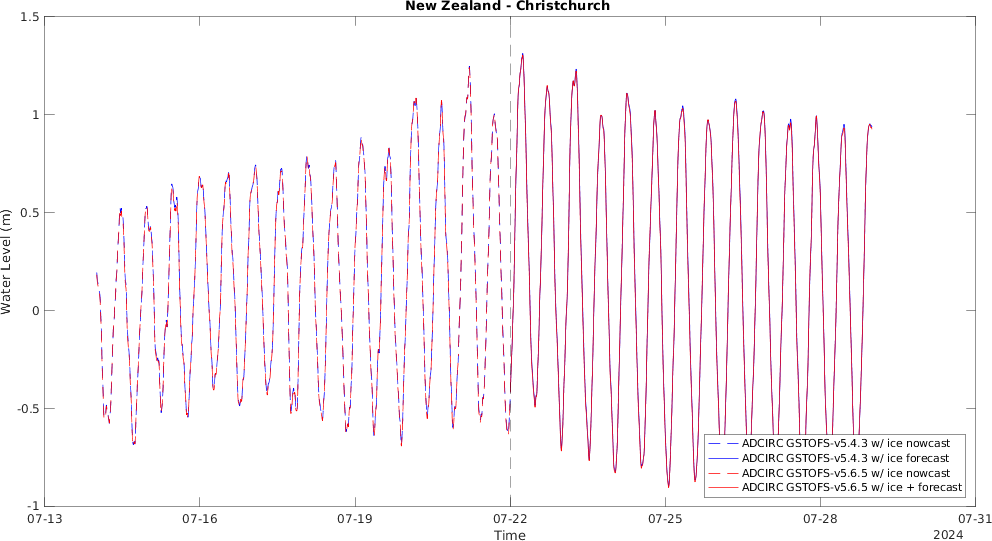 New Zealand - Christchurch
Water Level (m)
1.5
1
0.5
0
-0.5
-1
ADCIRC GSTOFS-v5.4.3 w/ ice nowcast
ADCIRC GSTOFS-v5.4.3 w/ ice forecast
ADCIRC GSTOFS-v5.6.5 w/ ice nowcast
ADCIRC GSTOFS-v5.6.5 w/ ice + forecast
07-13 07-16 07-19 07-22 07-25 07-28 07-31
Time
2024